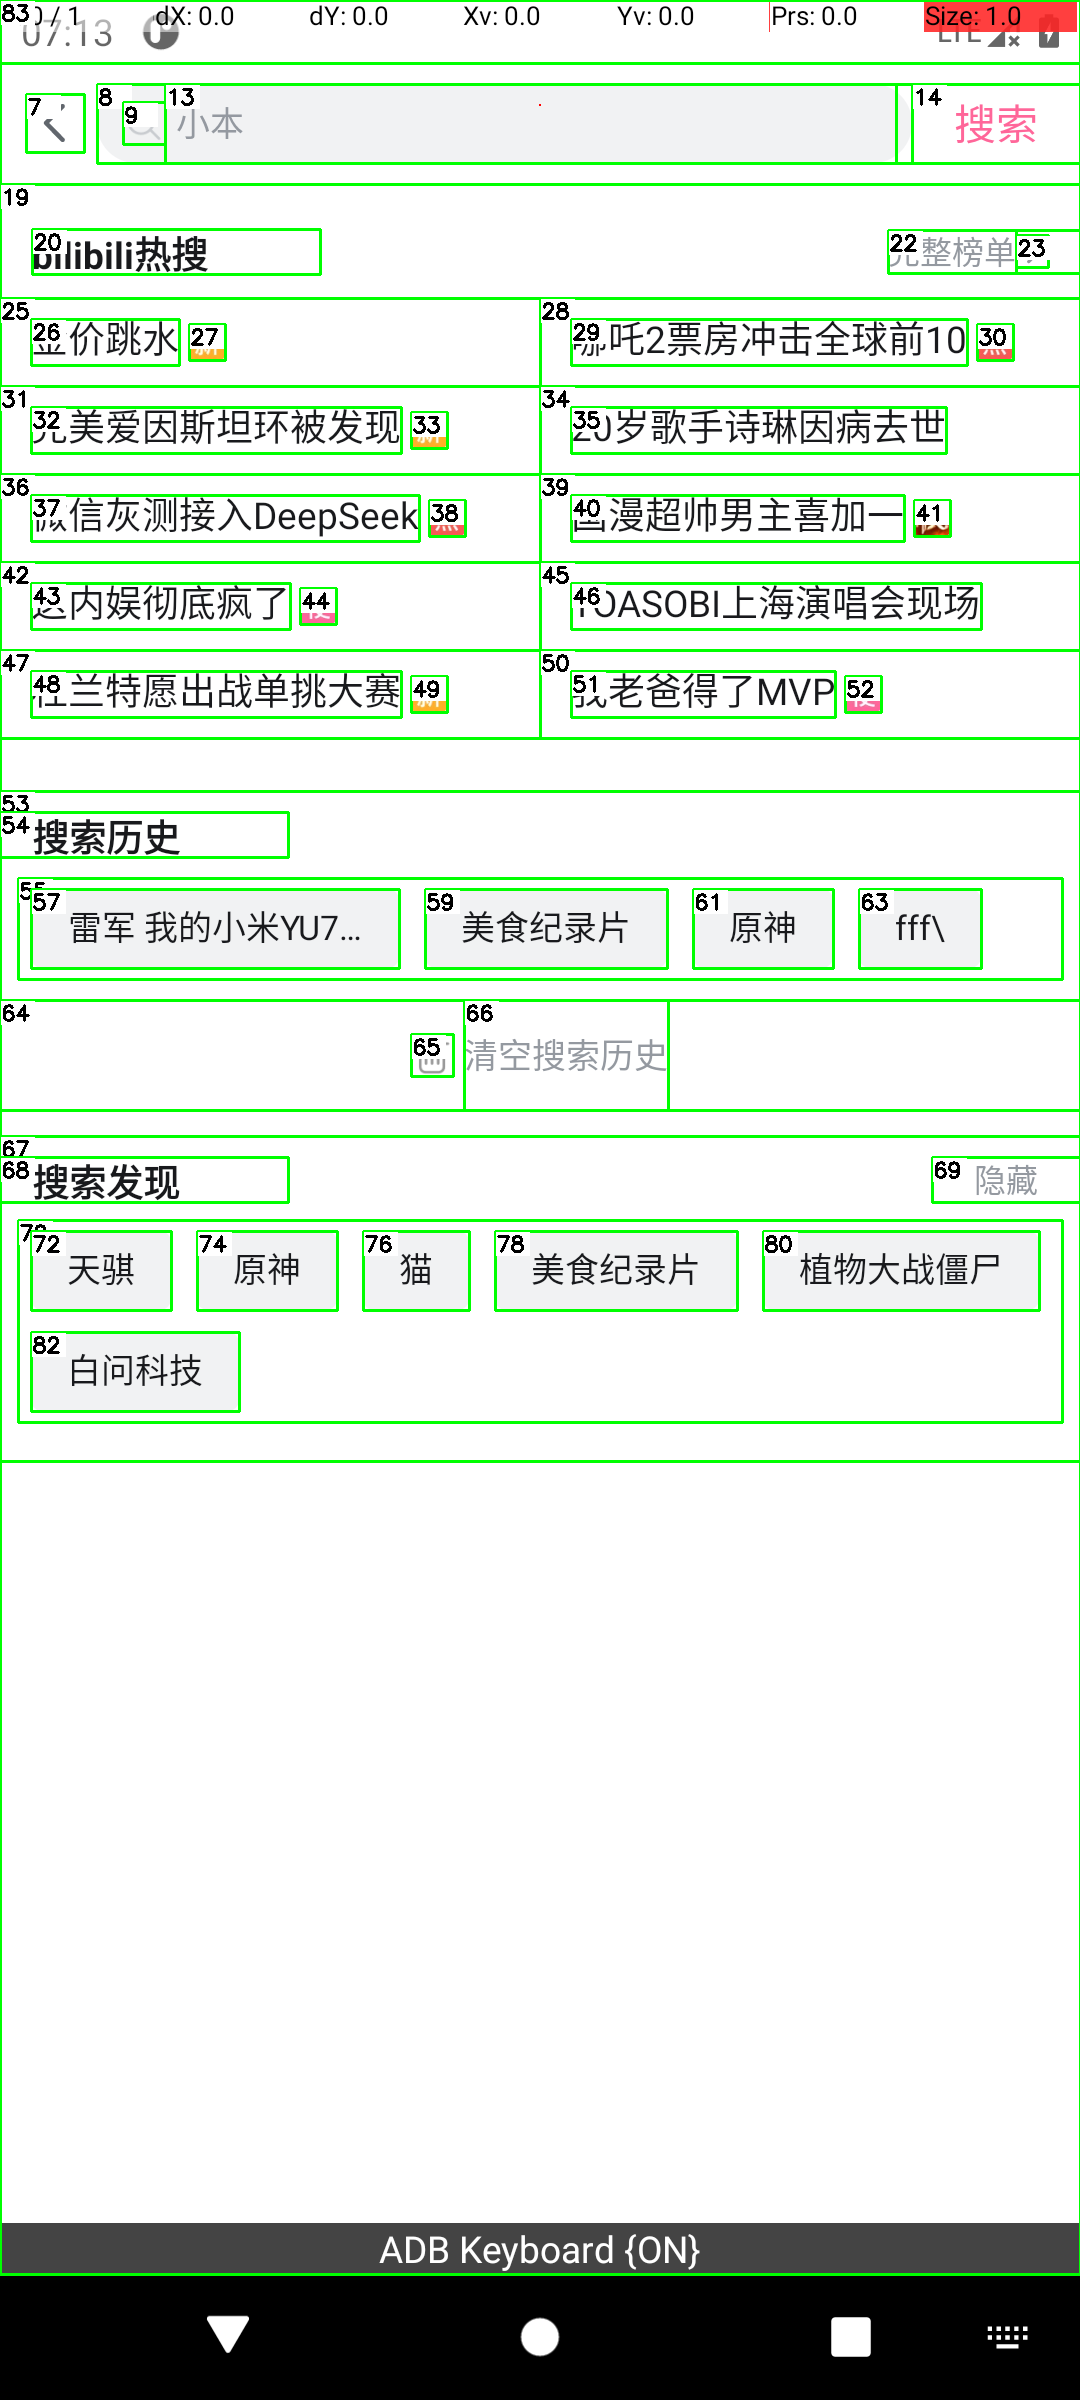 0 / 1 dX: 0.0 dY: 0.0 Xv: 0.0 Yv: 0.0 Prs: 0.0 Size: 1.0
07:13 LTE
83
7 8 9 13 小本 14 搜索
19
20 bilibili热搜 22 完整榜单 23
25 26 金价跳水 27 新 28 29 哪吒2票房冲击全球前10 30 热
31 32 完美爱因斯坦环被发现 33 新 34 35 20岁歌手诗琳因病去世
36 37 微信灰测接入DeepSeek 38 热 39 40 国漫超帅男主喜加一 41
42 43 这内娱彻底疯了 44 梗 45 46 YOASOBI上海演唱会现场
47 48 杜兰特愿出战单挑大赛 49 新 50 51 我老爸得了MVP 52 梗
53
54 搜索历史
55
57 雷军 我的小米YU7... 59 美食纪录片 61 原神 63 fff\
64 65 66 清空搜索历史
67
68 搜索发现 69 隐藏
72 天骐 74 原神 76 猫 78 美食纪录片 80 植物大战僵尸
82 白问科技
ADB Keyboard {ON}